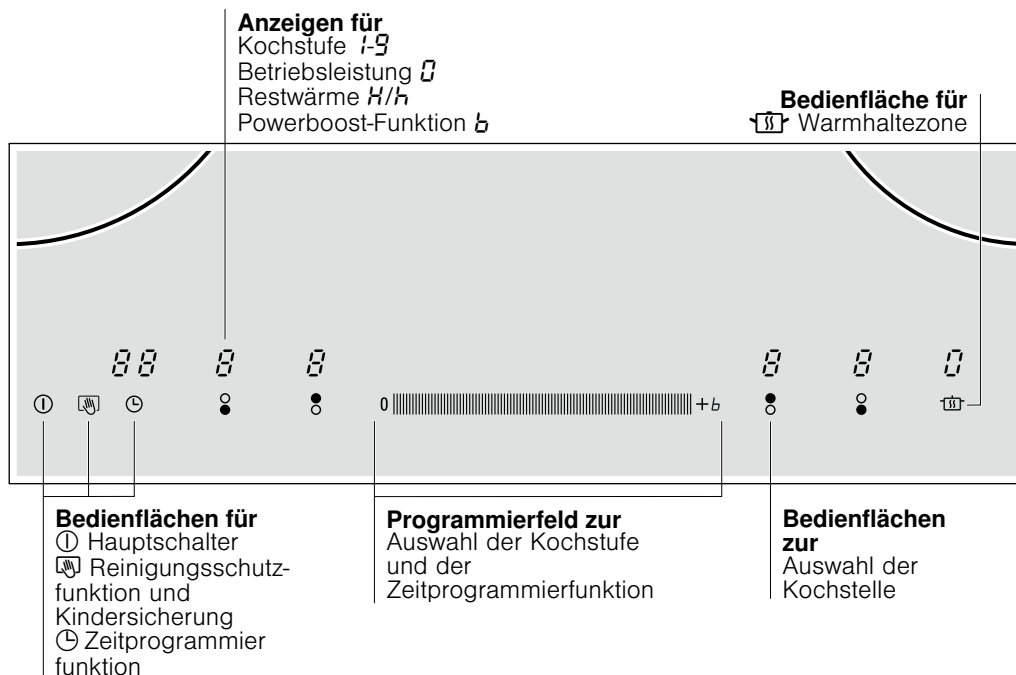 Anzeigen für
Kochstufe 1-9
Betriebsleistung 0
Restwärme H/h
Powerboost-Funktion b
Bedienfläche für
Warmhaltezone
88 8 8 8 8 0
0 + b
Bedienflächen für
Hauptschalter
Reinigungsschutz-
funktion und
Kindersicherung
Zeitprogrammier
funktion
Programmierfeld zur
Auswahl der Kochstufe
und der
Zeitprogrammierfunktion
Bedienflächen
zur
Auswahl der
Kochstelle